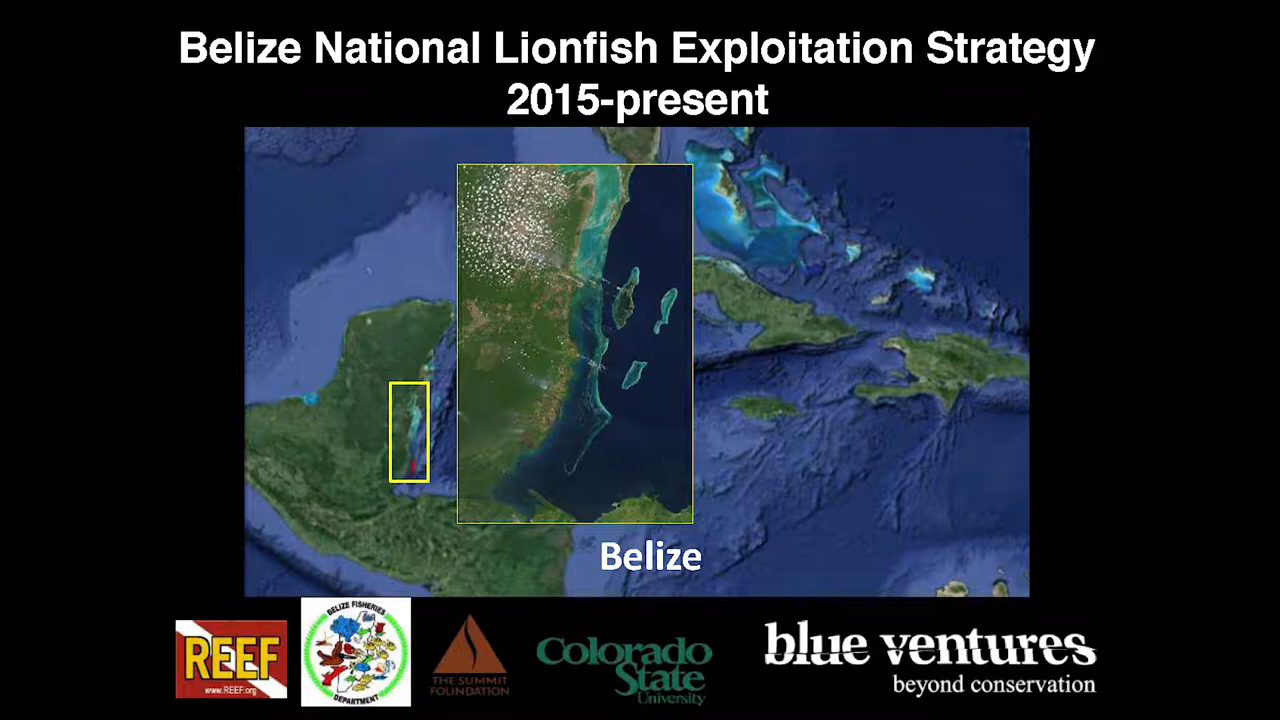 Belize National Lionfish Exploitation Strategy
2015-present
Belize
REEF
www.REEF.org
BELIZE FISHERIES
DEPARTMENT
THE SUMMIT
FOUNDATION
Colorado
State
University
blue ventures
beyond conservation